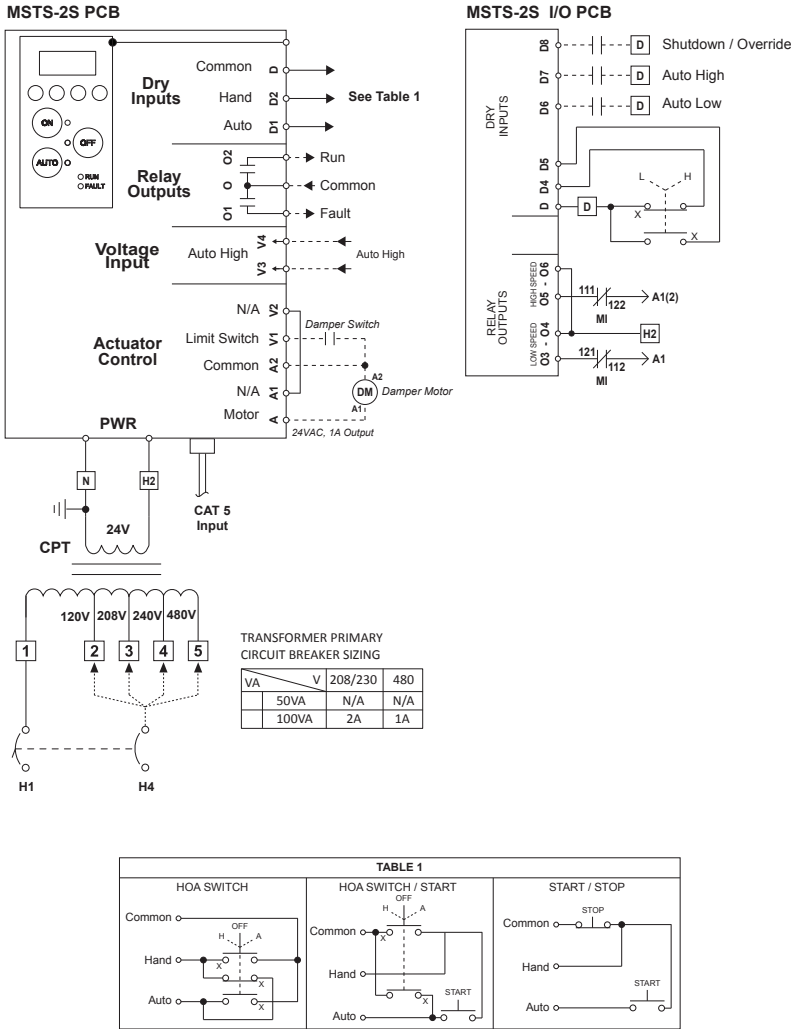 MSTS-2S PCB
ON
OFF
AUTO
RUN
FAULT
Dry
Inputs
Common
D
Hand
D2
See Table 1
Auto
D1
Relay
Outputs
O2
Run
O
Common
O1
Fault
Voltage
Input
Auto High
V4
V3
Auto High
Actuator
Control
N/A
V2
Damper Switch
Limit Switch
V1
Common
A2
A2
N/A
A1
DM
Damper Motor
A1
Motor
A
24VAC, 1A Output
PWR
N
H2
CAT 5
Input
24V
CPT
120V
208V
240V
480V
1
2
3
4
5
H1
H4
TRANSFORMER PRIMARY
CIRCUIT BREAKER SIZING
VA V 208/230 480
50VA N/A N/A
100VA 2A 1A
MSTS-2S I/O PCB
DRY
INPUTS
D8
D
Shutdown / Override
D7
D
Auto High
D6
D
Auto Low
D5
D4
D
D
L
H
X
X
RELAY
OUTPUTS
HIGH SPEED
O5 - O6
111
122
MI
A1(2)
LOW SPEED
O3 - O4
H2
121
112
MI
A1
TABLE 1
HOA SWITCH
Common
OFF
H
A
Hand
X
X
Auto
X
HOA SWITCH / START
OFF
H
A
Common
X
Hand
X
START
Auto
START / STOP
STOP
Common
Hand
START
Auto